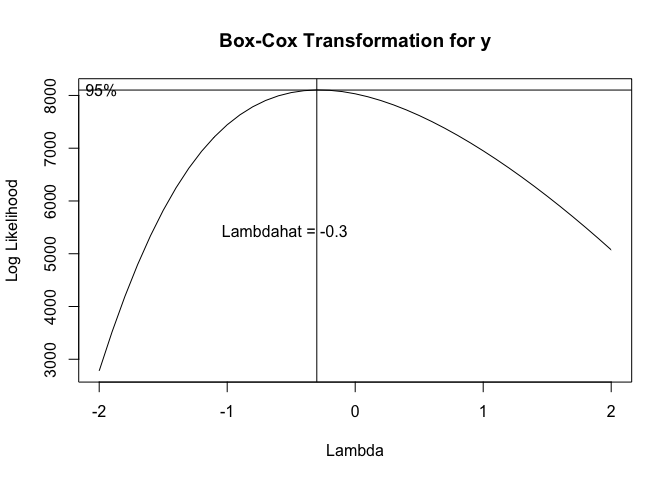 Box-Cox Transformation for y
Log Likelihood
8000
7000
6000
5000
4000
3000
95%
Lambdahat = -0.3
-2 -1 0 1 2
Lambda